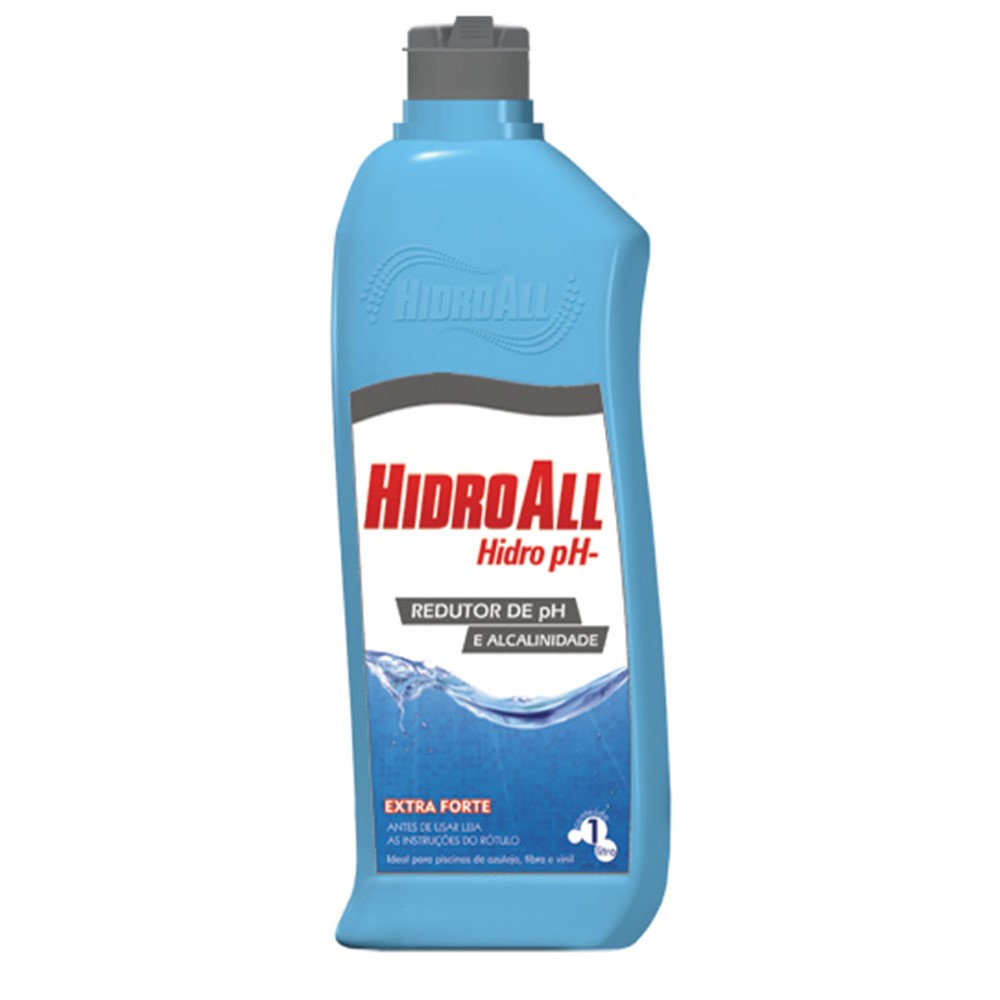 HIDROALL
HIDROALL
Hidro pH-
REDUTOR DE pH
E ALCALINIDADE
EXTRA FORTE
ANTES DE USAR LEIA
AS INSTRUÇÕES DO RÓTULO
Ideal para piscinas de azulejo, fibra e vinil
conteúdo
1
litro